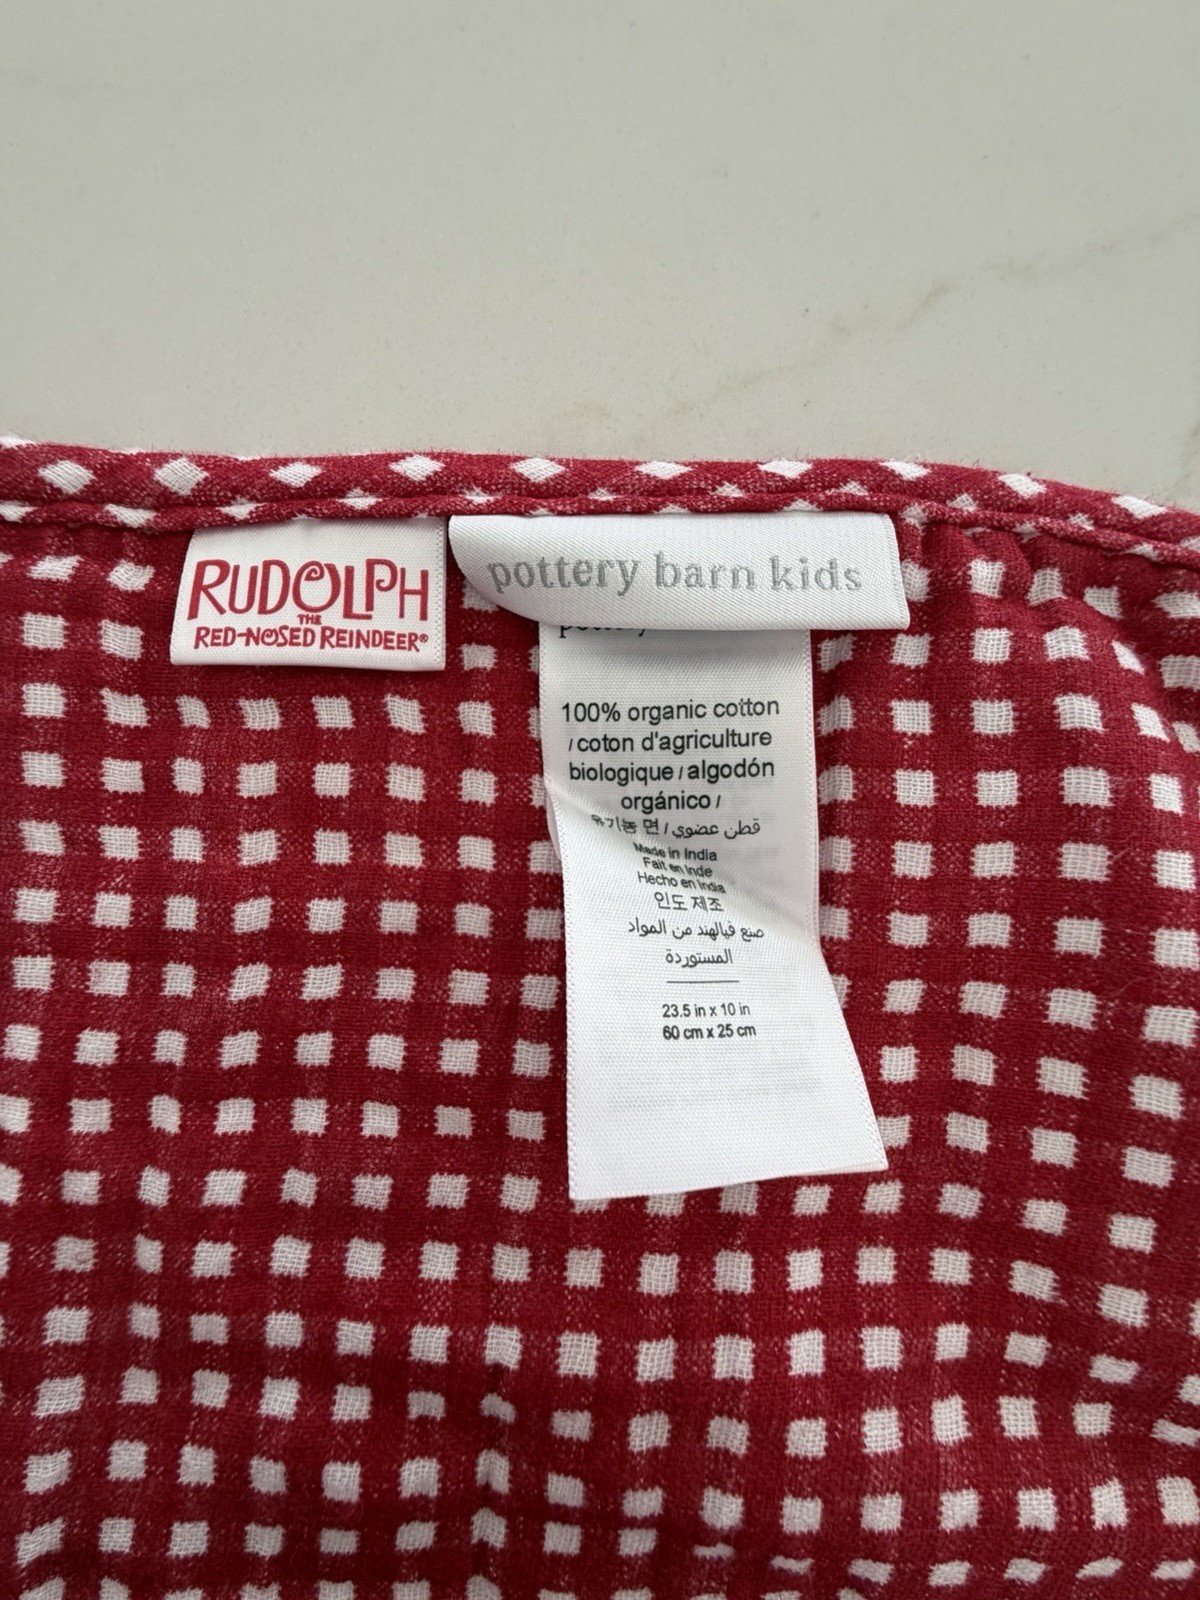 RUDOLPH
THE
RED-NOSED REINDEER®
pottery barn kids
100% organic cotton
/ coton d'agriculture
biologique / algodón
orgánico /
유기농 면 / قطن عضوي
Made in India
Fait en Inde
Hecho en India
인도 제조
صنع فيالهند من المواد
المستوردة
23.5 in x 10 in
60 cm x 25 cm